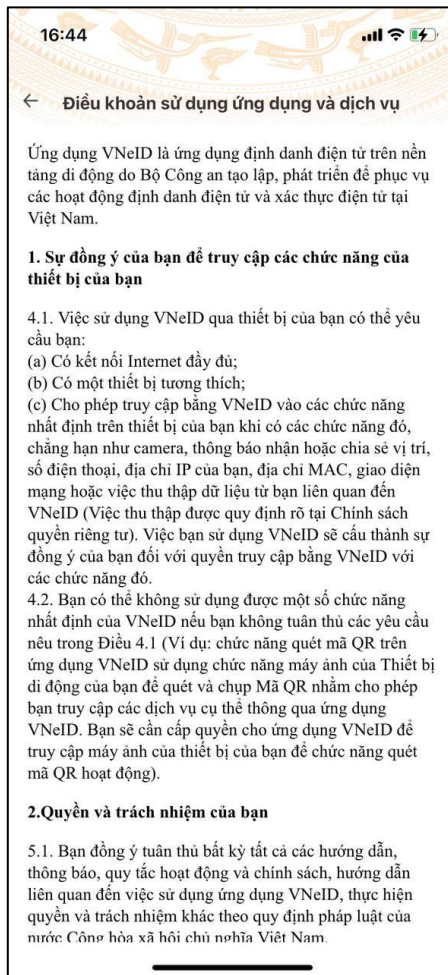 16:44
Điều khoản sử dụng ứng dụng và dịch vụ
Ứng dụng VNeID là ứng dụng định danh điện tử trên nền
tảng di động do Bộ Công an tạo lập, phát triển để phục vụ
các hoạt động định danh điện tử và xác thực điện tử tại
Việt Nam.
1. Sự đồng ý của bạn để truy cập các chức năng của
thiết bị của bạn
4.1. Việc sử dụng VNeID qua thiết bị của bạn có thể yêu
cầu bạn:
(a) Có kết nối Internet đầy đủ;
(b) Có một thiết bị tương thích;
(c) Cho phép truy cập bằng VNeID vào các chức năng
nhất định trên thiết bị của bạn khi có các chức năng đó,
chẳng hạn như camera, thông báo nhận hoặc chia sẻ vị trí,
số điện thoại, địa chỉ IP của bạn, địa chỉ MAC, giao diện
mạng hoặc việc thu thập dữ liệu từ bạn liên quan đến
VNeID (Việc thu thập được quy định rõ tại Chính sách
quyền riêng tư). Việc bạn sử dụng VNeID sẽ cấu thành sự
đồng ý của bạn đối với quyền truy cập bằng VNeID với
các chức năng đó.
4.2. Bạn có thể không sử dụng được một số chức năng
nhất định của VNeID nếu bạn không tuân thủ các yêu cầu
nêu trong Điều 4.1 (Ví dụ: chức năng quét mã QR trên
ứng dụng VNeID sử dụng chức năng máy ảnh của Thiết bị
di động của bạn để quét và chụp Mã QR nhằm cho phép
bạn truy cập các dịch vụ cụ thể thông qua ứng dụng
VNeID. Bạn sẽ cần cấp quyền cho ứng dụng VNeID để
truy cập máy ảnh của thiết bị của bạn để chức năng quét
mã QR hoạt động).
2.Quyền và trách nhiệm của bạn
5.1. Bạn đồng ý tuân thủ bất kỳ tất cả các hướng dẫn,
thông báo, quy tắc hoạt động và chính sách, hướng dẫn
liên quan đến việc sử dụng ứng dụng VNeID, thực hiện
quyền và trách nhiệm khác theo quy định pháp luật của
nước Cộng hòa xã hội chủ nghĩa Việt Nam.